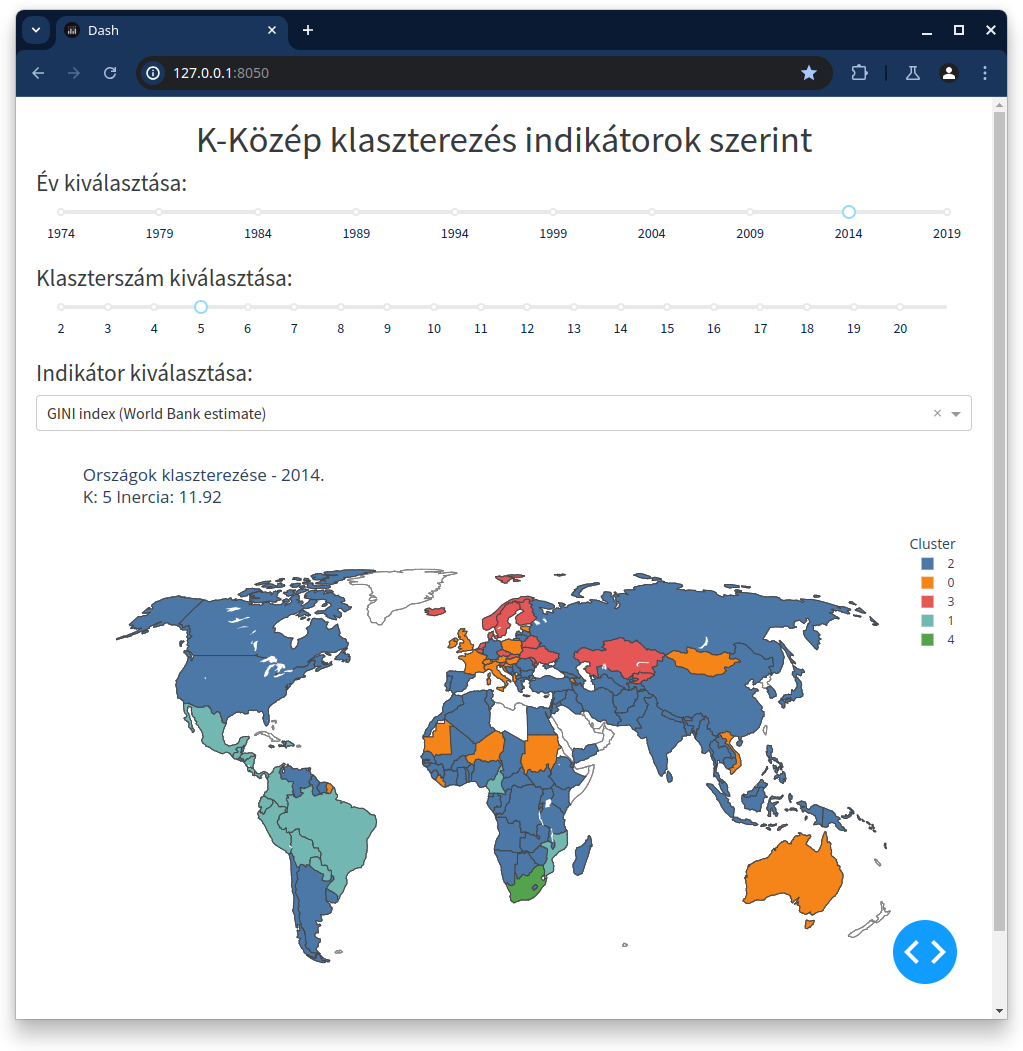 Dash
127.0.0.1:8050
K-Közép klaszterezés indikátorok szerint
Év kiválasztása:
1974 1979 1984 1989 1994 1999 2004 2009 2014 2019
Klaszterszám kiválasztása:
2 3 4 5 6 7 8 9 10 11 12 13 14 15 16 17 18 19 20
Indikátor kiválasztása:
GINI index (World Bank estimate)
Országok klaszterezése - 2014.
K: 5 Inercia: 11.92
Cluster
2
0
3
1
4